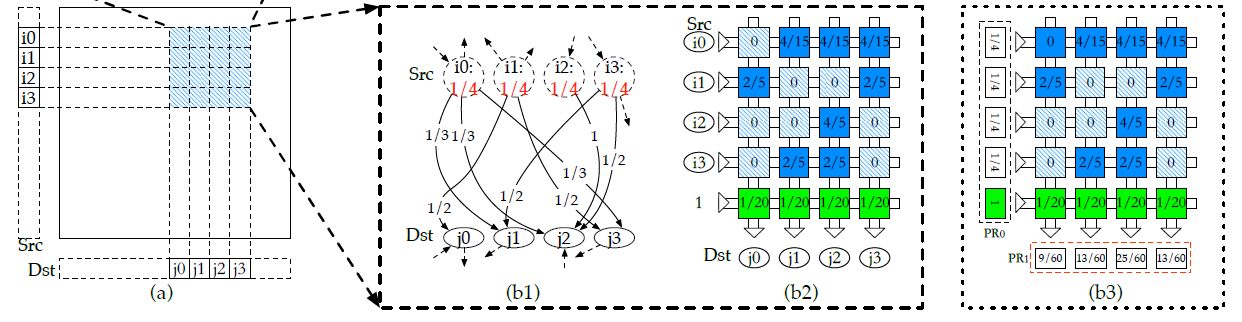 i0
i1
i2
i3
Src
Dst
j0 j1 j2 j3
(a)
Src
i0: i1: i2: i3:
1/4 1/4 1/4 1/4
1/3 1/3 1
1/2
1/3
1/2 1/2
1/2
Dst j0 j1 j2 j3
(b1)
Src
i0 0 4/15 4/15 4/15
i1 2/5 0 0 2/5
i2 0 0 4/5 0
i3 0 2/5 2/5 0
1 1/20 1/20 1/20 1/20
Dst j0 j1 j2 j3
(b2)
1/4 0 4/15 4/15 4/15
1/4 2/5 0 0 2/5
1/4 0 0 4/5 0
1/4 0 2/5 2/5 0
1 1/20 1/20 1/20 1/20
PR0
PR1 9/60 13/60 25/60 13/60
(b3)